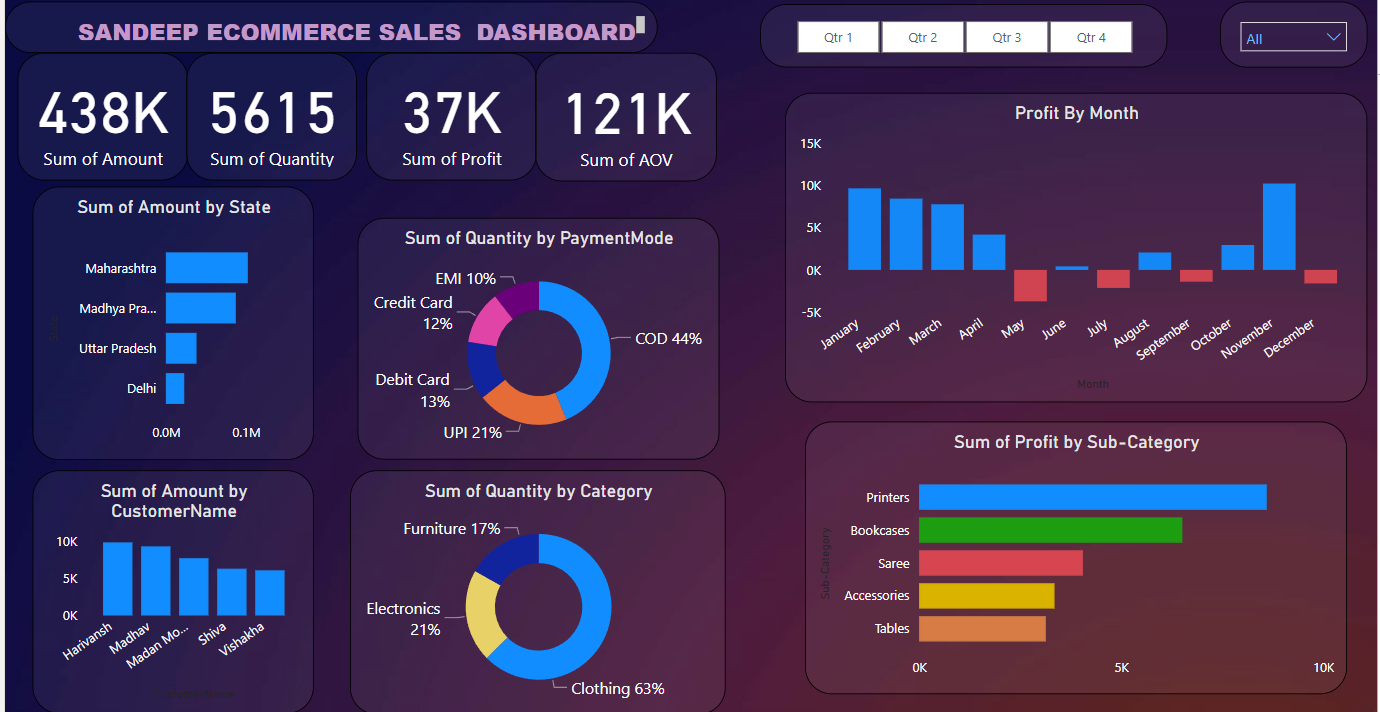 SANDEEP ECOMMERCE SALES DASHBOARD
Qtr 1
Qtr 2
Qtr 3
Qtr 4
All
438K
Sum of Amount
5615
Sum of Quantity
37K
Sum of Profit
121K
Sum of AOV
Sum of Amount by State
State
Maharashtra
Madhya Pra...
Uttar Pradesh
Delhi
0.0M
0.1M
Sum of Quantity by PaymentMode
EMI 10%
Credit Card
12%
COD 44%
Debit Card
13%
UPI 21%
Profit By Month
15K
10K
5K
0K
-5K
January
February
March
April
May
June
July
August
September
October
November
December
Month
Sum of Amount by
CustomerName
10K
5K
0K
Harivansh
Madhav
Madan Mo...
Shiva
Vishakha
Sum of Quantity by Category
Furniture 17%
Electronics
21%
Clothing 63%
Sum of Profit by Sub-Category
Sub-Category
Printers
Bookcases
Saree
Accessories
Tables
0K
5K
10K